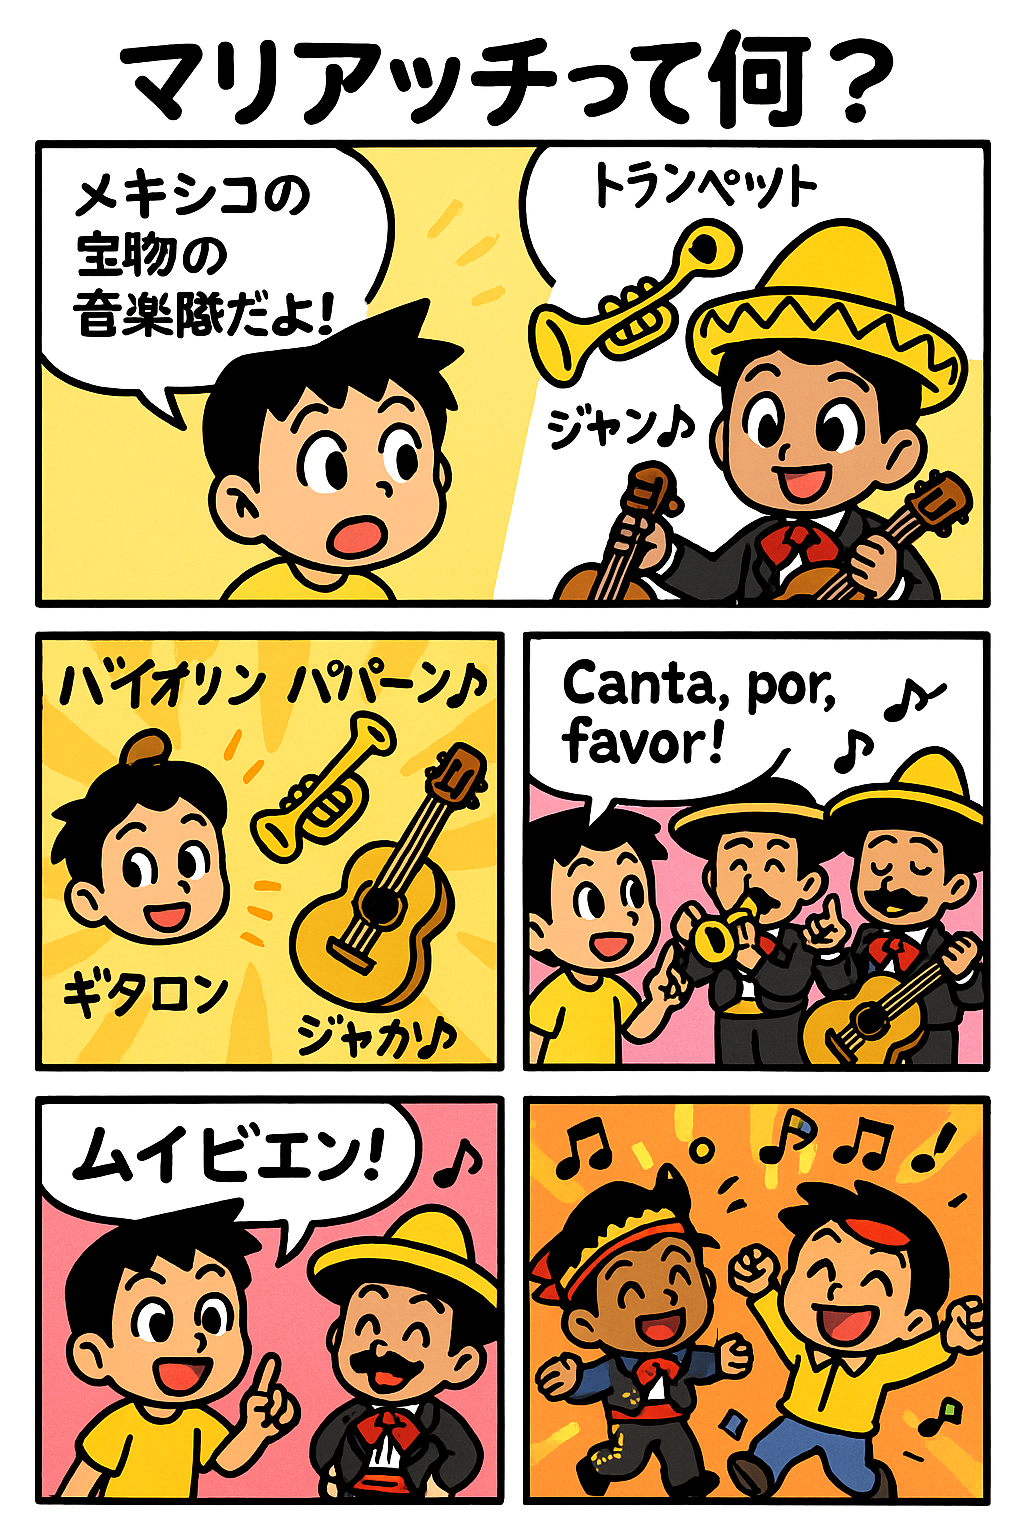 マリアッチって何？
メキシコの
宝物の
音楽隊だよ!
トランペット
ジャン♪
バイオリン パパーン♪
ギタロン
ジャカリ♪
Canta, por,
favor!
ムイビエン!